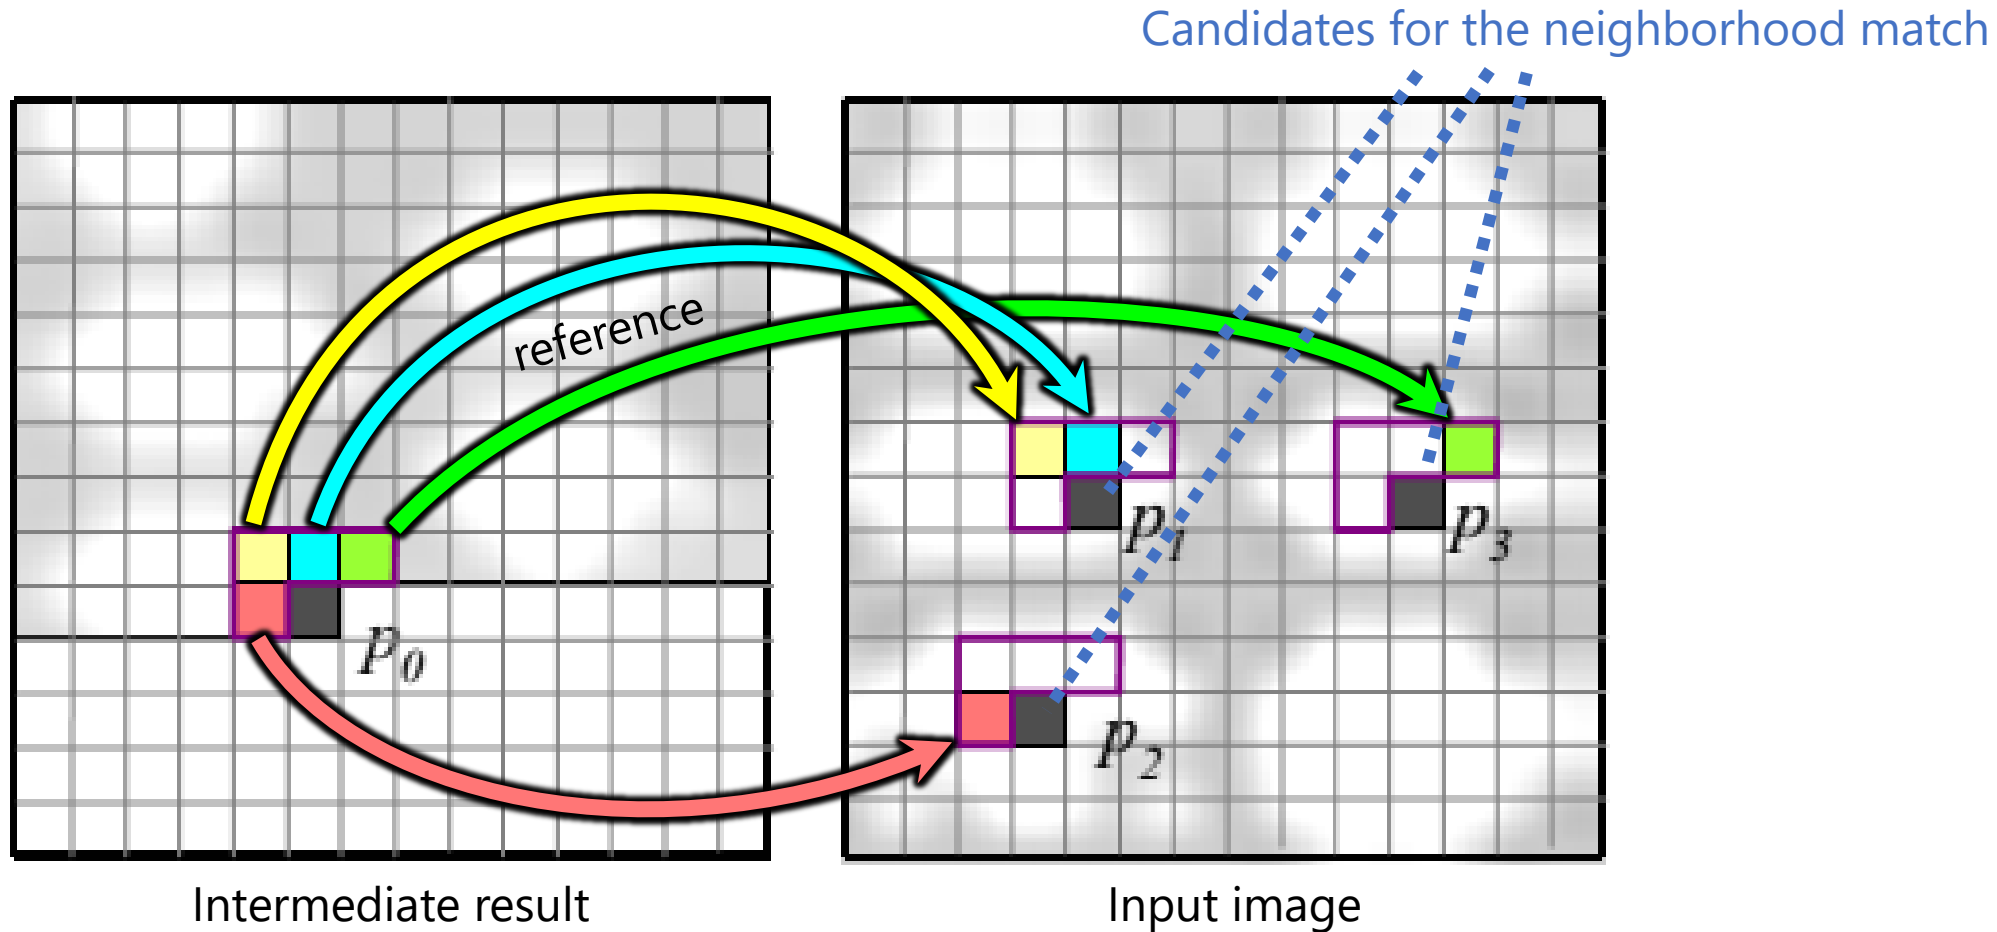 Candidates for the neighborhood match
reference
p1
p3
p0
p2
Intermediate result
Input image